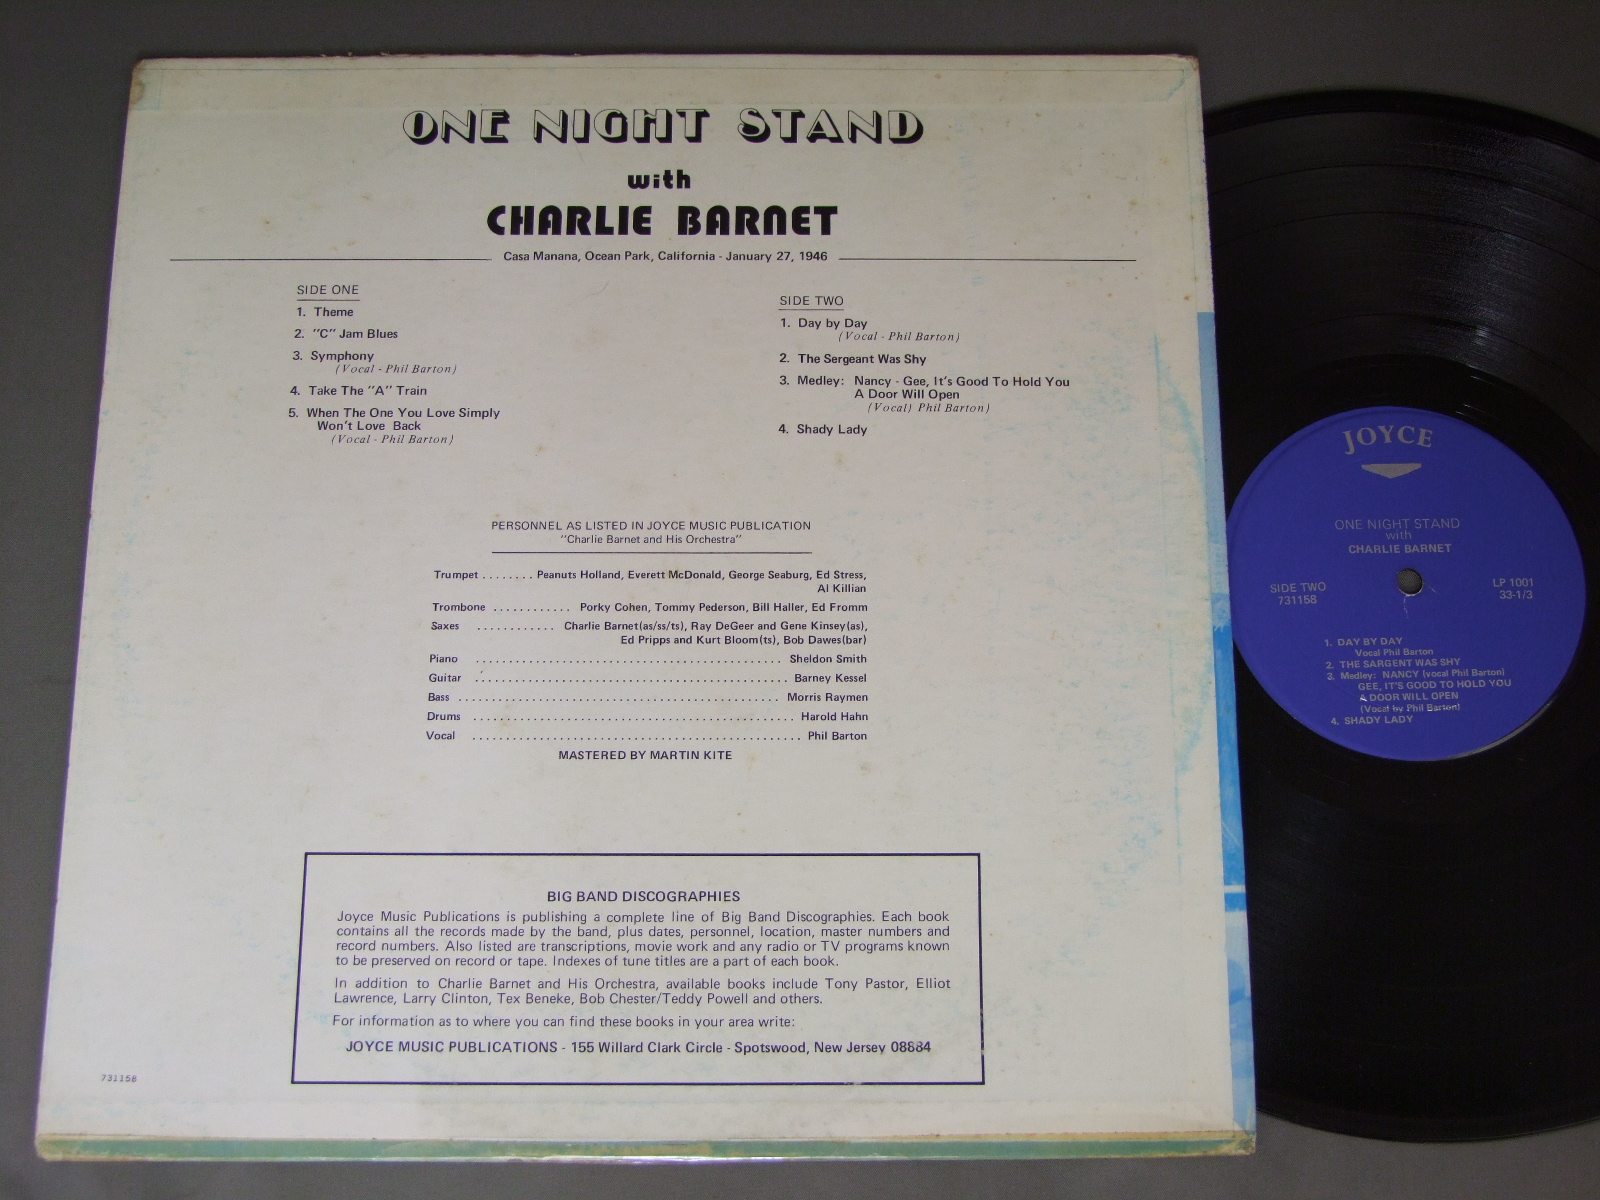 ONE NIGHT STAND
with
CHARLIE BARNET
Casa Manana, Ocean Park, California - January 27, 1946
SIDE ONE
1. Theme
2. "C" Jam Blues
3. Symphony
(Vocal - Phil Barton)
4. Take The "A" Train
5. When The One You Love Simply
Won't Love Back
(Vocal - Phil Barton)
SIDE TWO
1. Day by Day
(Vocal - Phil Barton)
2. The Sergeant Was Shy
3. Medley: Nancy - Gee, It's Good To Hold You
A Door Will Open
(Vocal) Phil Barton)
4. Shady Lady
PERSONNEL AS LISTED IN JOYCE MUSIC PUBLICATION
"Charlie Barnet and His Orchestra"
Trumpet ........ Peanuts Holland, Everett McDonald, George Seaburg, Ed Stress,
Al Killian
Trombone ............ Porky Cohen, Tommy Pederson, Bill Haller, Ed Fromm
Saxes ............ Charlie Barnet(as/ss/ts), Ray DeGeer and Gene Kinsey(as),
Ed Pripps and Kurt Bloom(ts), Bob Dawes(bar)
Piano ............................................... Sheldon Smith
Guitar ................................................ Barney Kessel
Bass ................................................. Morris Raymen
Drums ................................................. Harold Hahn
Vocal .................................................. Phil Barton
MASTERED BY MARTIN KITE
BIG BAND DISCOGRAPHIES
Joyce Music Publications is publishing a complete line of Big Band Discographies. Each book
contains all the records made by the band, plus dates, personnel, location, master numbers and
record numbers. Also listed are transcriptions, movie work and any radio or TV programs known
to be preserved on record or tape. Indexes of tune titles are a part of each book.
In addition to Charlie Barnet and His Orchestra, available books include Tony Pastor, Elliot
Lawrence, Larry Clinton, Tex Beneke, Bob Chester/Teddy Powell and others.
For information as to where you can find these books in your area write:
JOYCE MUSIC PUBLICATIONS - 155 Willard Clark Circle - Spotswood, New Jersey 08884
731158
JOYCE
ONE NIGHT STAND
with
CHARLIE BARNET
SIDE TWO
731158
LP 1001
33-1/3
1. DAY BY DAY
Vocal Phil Barton
2. THE SARGENT WAS SHY
3. Medley: NANCY (vocal Phil Barton)
GEE, IT'S GOOD TO HOLD YOU
A DOOR WILL OPEN
(Vocal by Phil Barton)
4. SHADY LADY